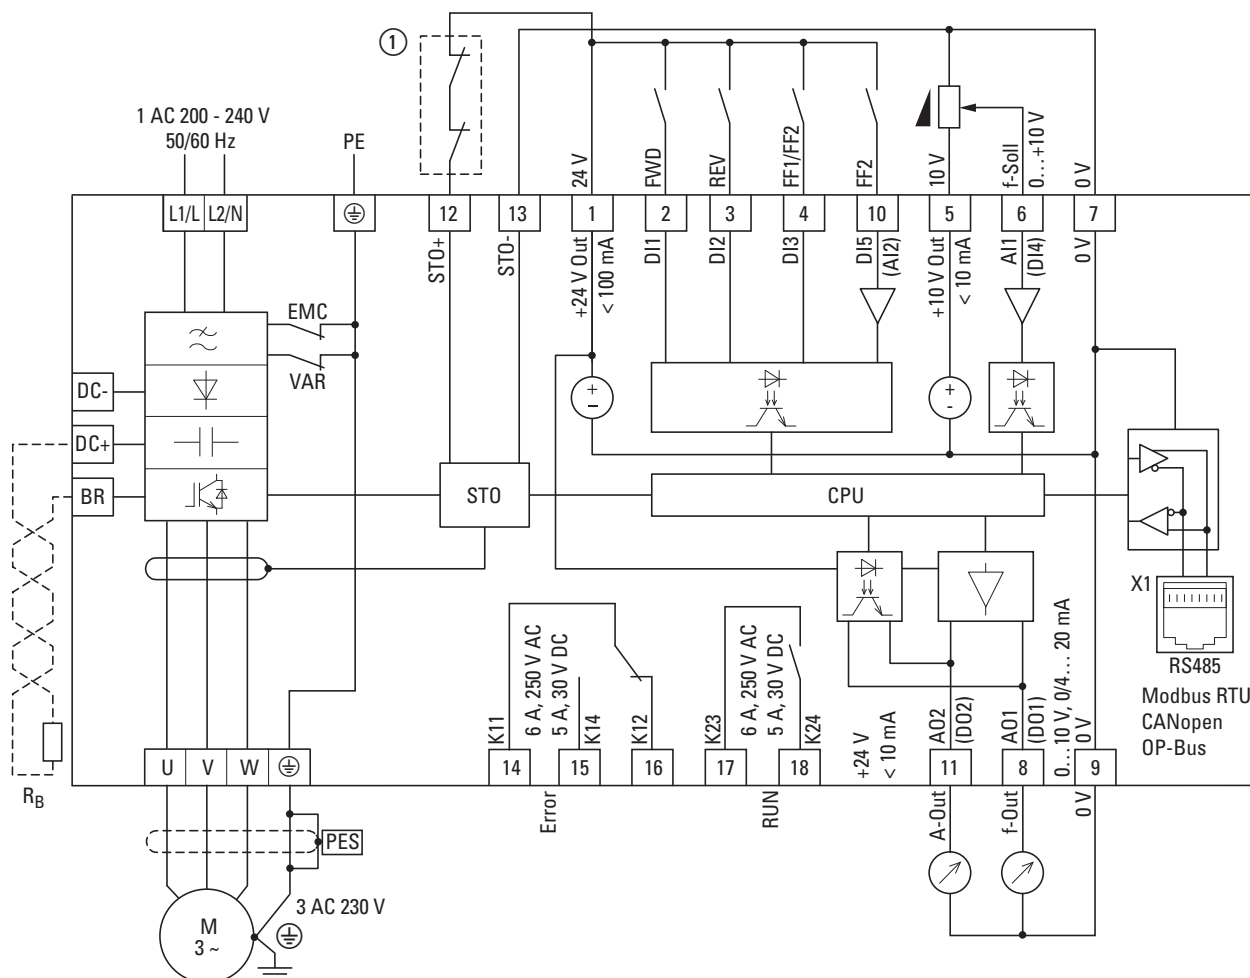 1
1 AC 200 - 240 V
50/60 Hz
PE
24 V
FWD
REV
FF1/FF2
FF2
10 V
f-Soll
0…+10 V
0 V
L1/L
L2/N
12
13
1
2
3
4
10
5
6
7
STO+
STO-
+24 V Out
< 100 mA
DI1
DI2
DI3
DI5
(AI2)
+10 V Out
< 10 mA
AI1
(DI4)
0 V
EMC
VAR
DC-
DC+
BR
STO
CPU
X1
RS485
Modbus RTU
CANopen
OP-Bus
K11
6 A, 250 V AC
5 A, 30 V DC
K14
K12
K23
6 A, 250 V AC
5 A, 30 V DC
K24
+24 V
< 10 mA
AO2
(DO2)
AO1
(DO1)
0…10 V, 0/4…20 mA
0 V
U
V
W
14
15
16
17
18
11
8
9
RB
Error
RUN
A-Out
f-Out
0 V
PES
3 AC 230 V
M
3 ~